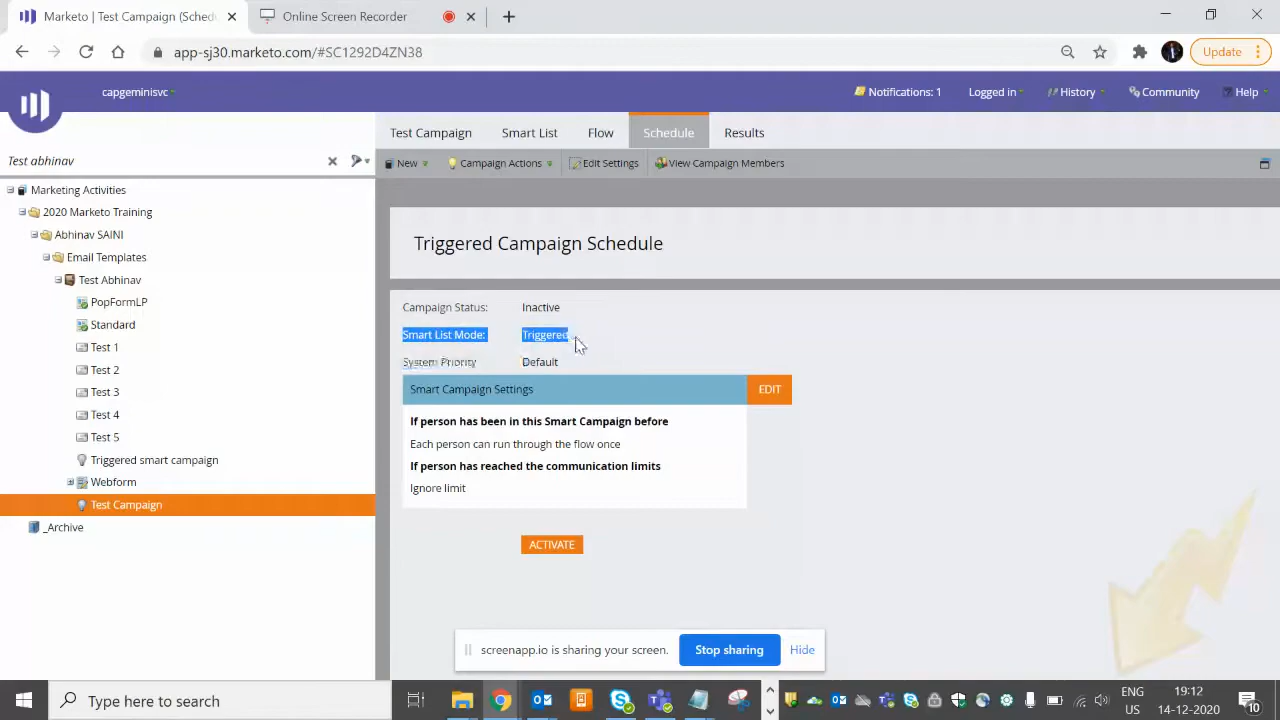 Marketo | Test Campaign (Sched
Online Screen Recorder
app-sj30.marketo.com/#SC1292D4ZN38
Update
capgeminisvc
Notifications: 1
Logged in
History
Community
Help
Test Campaign
Smart List
Flow
Schedule
Results
Test abhinav
New
Campaign Actions
Edit Settings
View Campaign Members
Marketing Activities
2020 Marketo Training
Abhinav SAINI
Email Templates
Test Abhinav
PopFormLP
Standard
Test 1
Test 2
Test 3
Test 4
Test 5
Triggered smart campaign
Webform
Test Campaign
_Archive
Triggered Campaign Schedule
Campaign Status: Inactive
Smart List Mode: Triggered
System Priority Default
Smart Campaign Settings
EDIT
If person has been in this Smart Campaign before
Each person can run through the flow once
If person has reached the communication limits
Ignore limit
ACTIVATE
screenapp.io is sharing your screen.
Stop sharing
Hide
Type here to search
ENG
US
19:12
14-12-2020
10